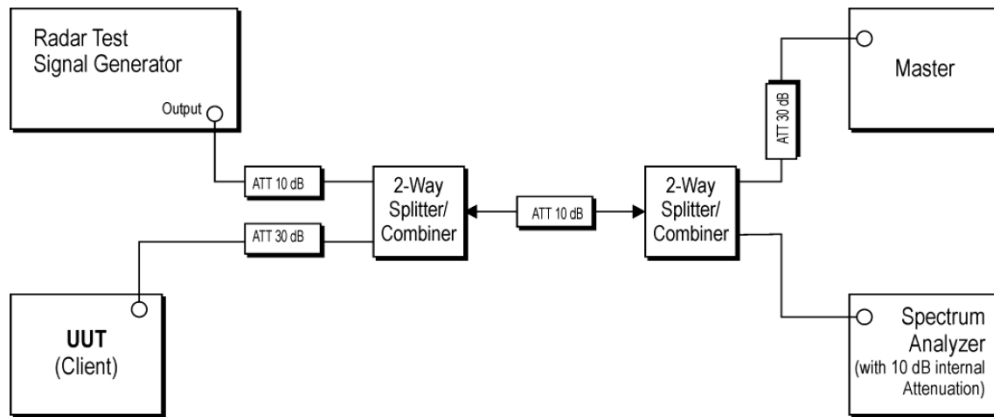 Radar Test
Signal Generator
Output
ATT 10 dB
ATT 30 dB
2-Way
Splitter/
Combiner
ATT 10 dB
2-Way
Splitter/
Combiner
ATT 30 dB
Master
UUT
(Client)
Spectrum
Analyzer
(with 10 dB internal
Attenuation)